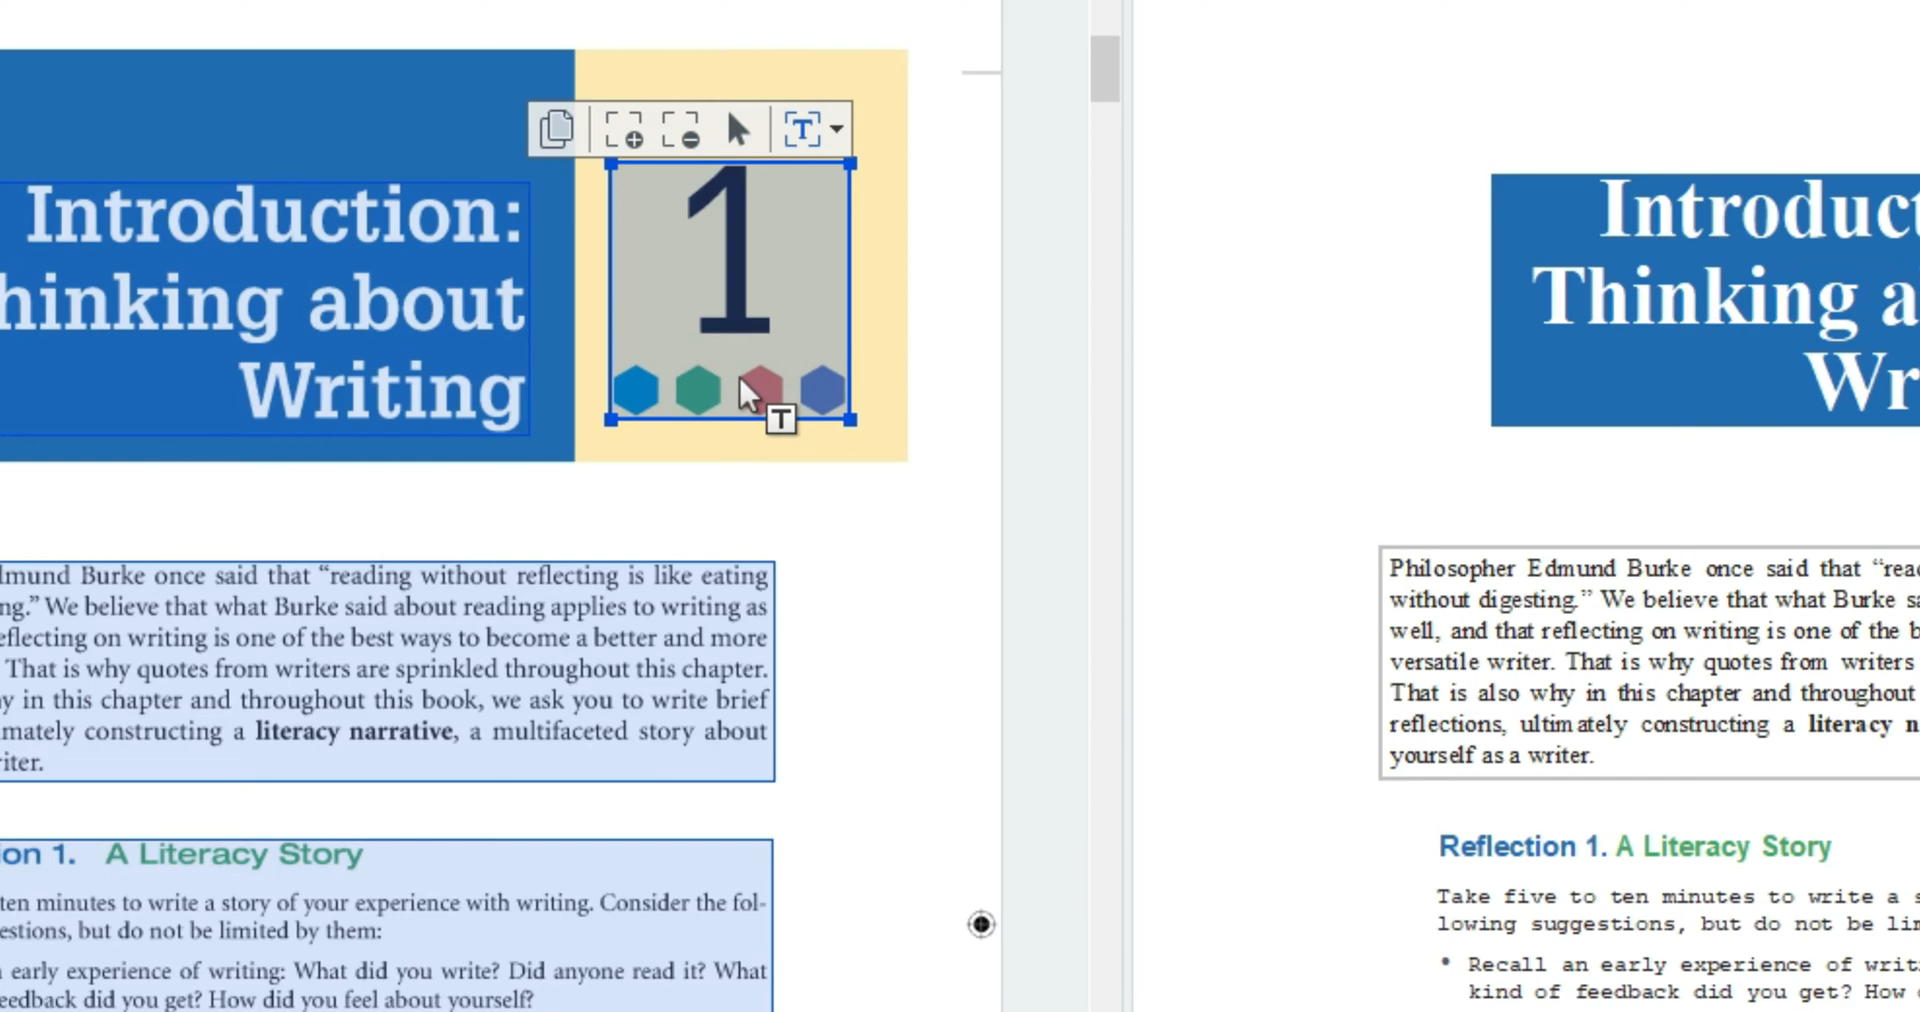 Introduction:
hinking about
Writing
1
T
T
dmund Burke once said that “reading without reflecting is like eating
ng.” We believe that what Burke said about reading applies to writing as
eflecting on writing is one of the best ways to become a better and more
That is why quotes from writers are sprinkled throughout this chapter.
y in this chapter and throughout this book, we ask you to write brief
mately constructing a literacy narrative, a multifaceted story about
riter.
ion 1. A Literacy Story
ten minutes to write a story of your experience with writing. Consider the fol-
estions, but do not be limited by them:
early experience of writing: What did you write? Did anyone read it? What
eedback did you get? How did you feel about yourself?
Introduct
Thinking a
Wr
Philosopher Edmund Burke once said that “read
without digesting.” We believe that what Burke sa
well, and that reflecting on writing is one of the b
versatile writer. That is why quotes from writers
That is also why in this chapter and throughout
reflections, ultimately constructing a literacy n
yourself as a writer.
Reflection 1. A Literacy Story
Take five to ten minutes to write a s
lowing suggestions, but do not be lim
• Recall an early experience of writi
kind of feedback did you get? How